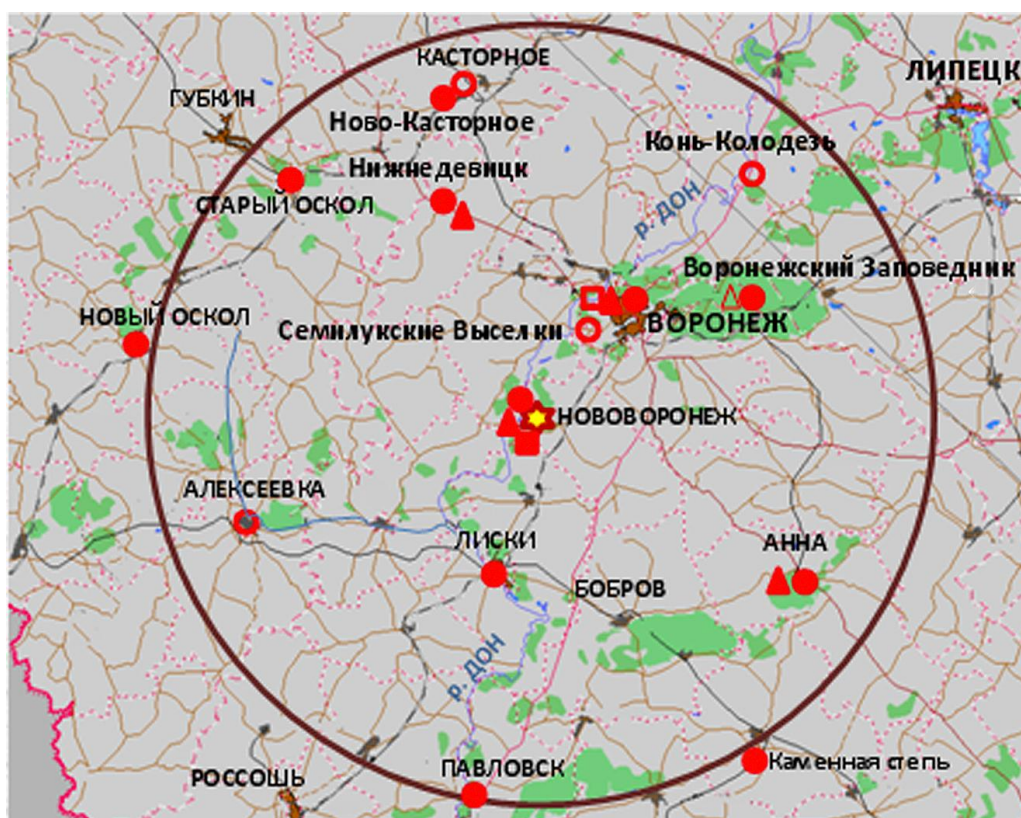 КАСТОРНОЕ
ЛИПЕЦК
ГУБКИН
Ново-Касторное
Конь-Колодезь
Нижнедевицк
СТАРЫЙ ОСКОЛ
р. ДОН
Воронежский Заповедник
НОВЫЙ ОСКОЛ
Семилукские Выселки
ВОРОНЕЖ
НОВОВОРОНЕЖ
АЛЕКСЕЕВКА
ЛИСКИ
АННА
БОБРОВ
р. ДОН
ПАВЛОВСК
Каменная степь
РОССОШЬ